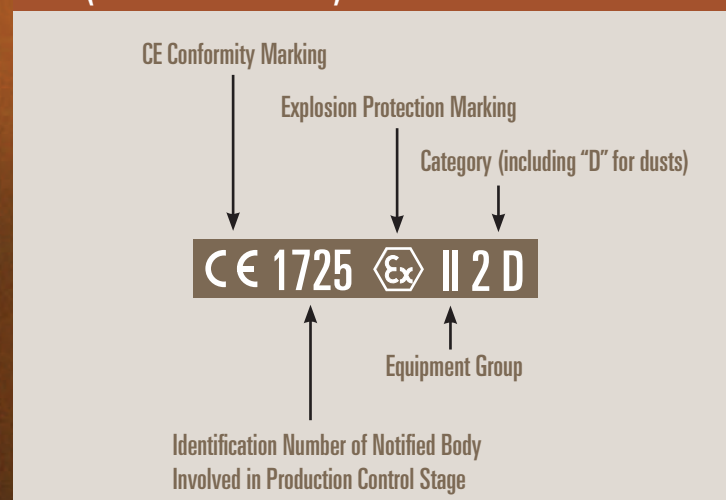 CE Conformity Marking
Explosion Protection Marking
Category (including “D” for dusts)
CE 1725 Ex II 2 D
Equipment Group
Identification Number of Notified Body
Involved in Production Control Stage